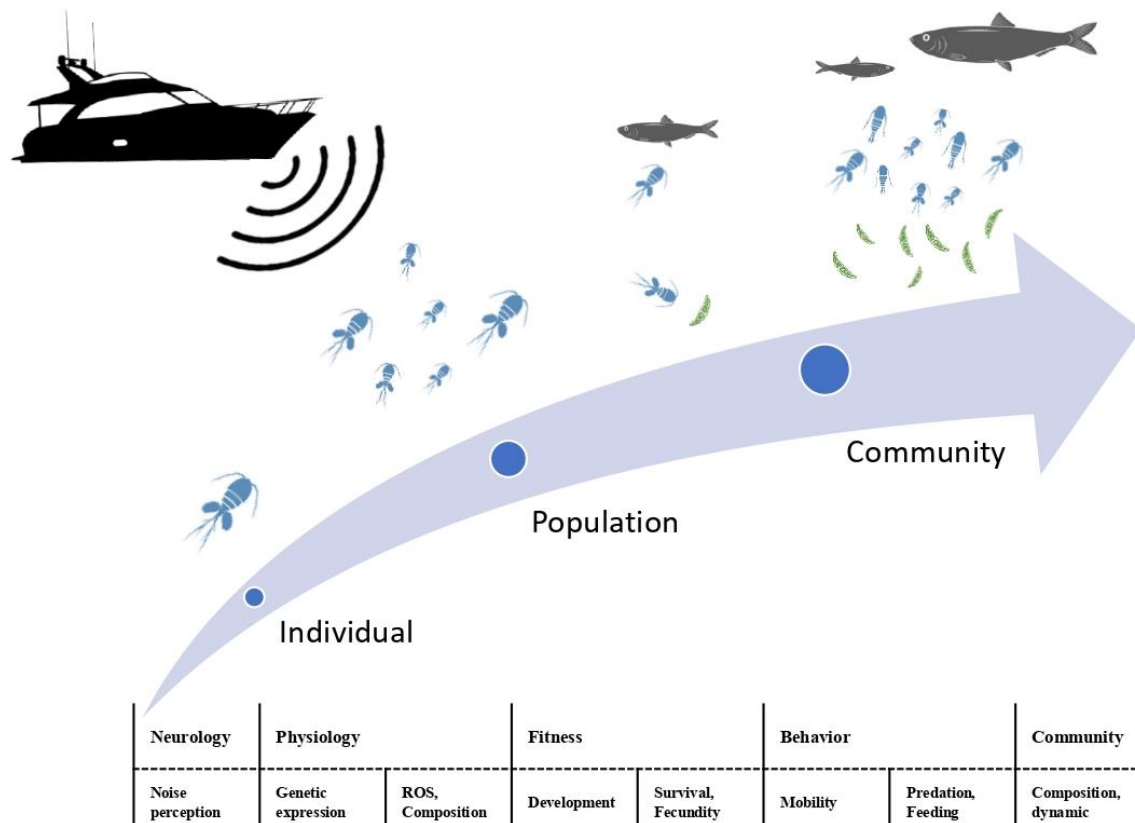 Community
Population
Individual
Neurology Physiology Fitness Behavior Community
Noise perception Genetic expression ROS, Composition Development Survival, Fecundity Mobility Predation, Feeding Composition, dynamic